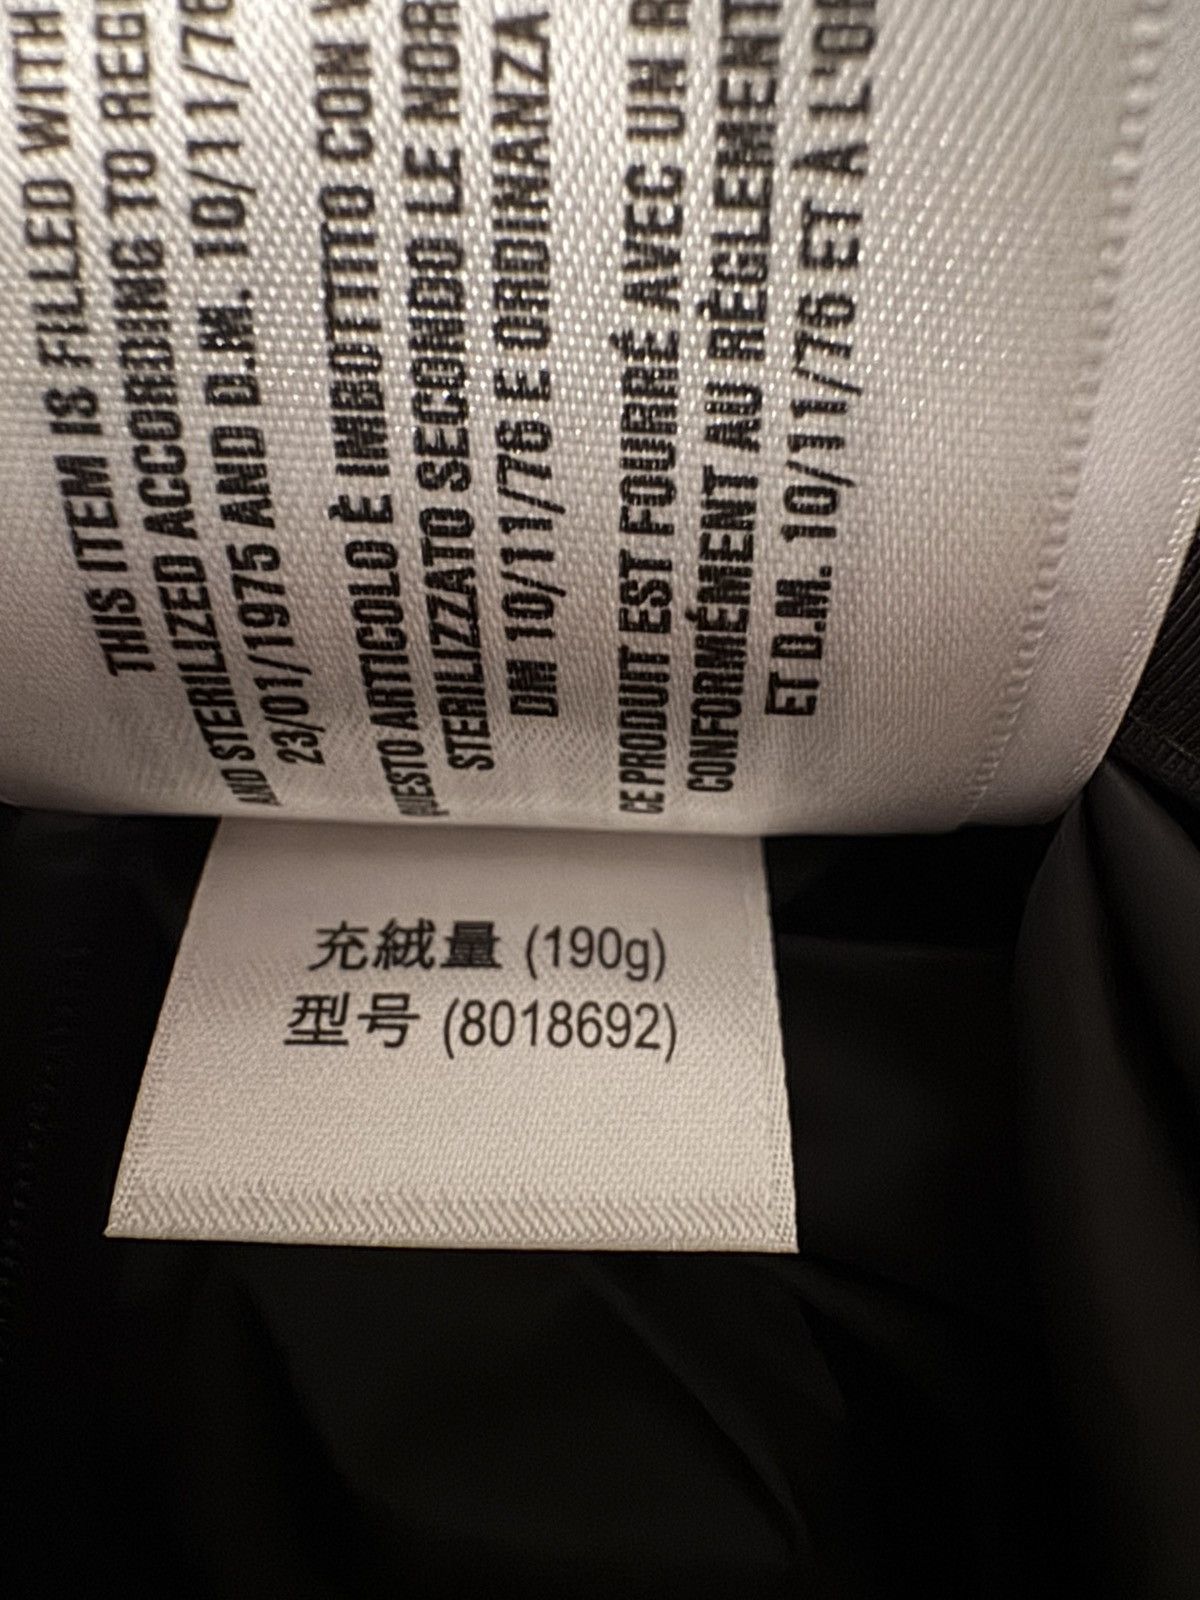 THIS ITEM IS FILLED WITH
AND STERILIZED ACCORDING TO REGU
23/01/1975 AND D.M. 10/11/76
QUESTO ARTICOLO È IMBOTTITO CON
STERILIZZATO SECONDO LE NOR
DM 10/11/76 E ORDINANZA
CE PRODUIT EST FOURRÉ AVEC UN
CONFORMÉMENT AU RÈGLEMENT
ET D.M. 10/11/76 ET À L'O
充絨量 (190g)
型号 (8018692)